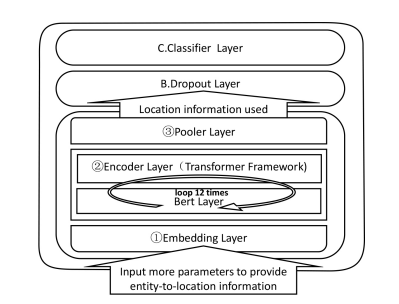 C.Classifier Layer
B.Dropout Layer
Location information used
③Pooler Layer
②Encoder Layer（Transformer Framework)
loop 12 times
Bert Layer
①Embedding Layer
Input more parameters to provide
entity-to-location information